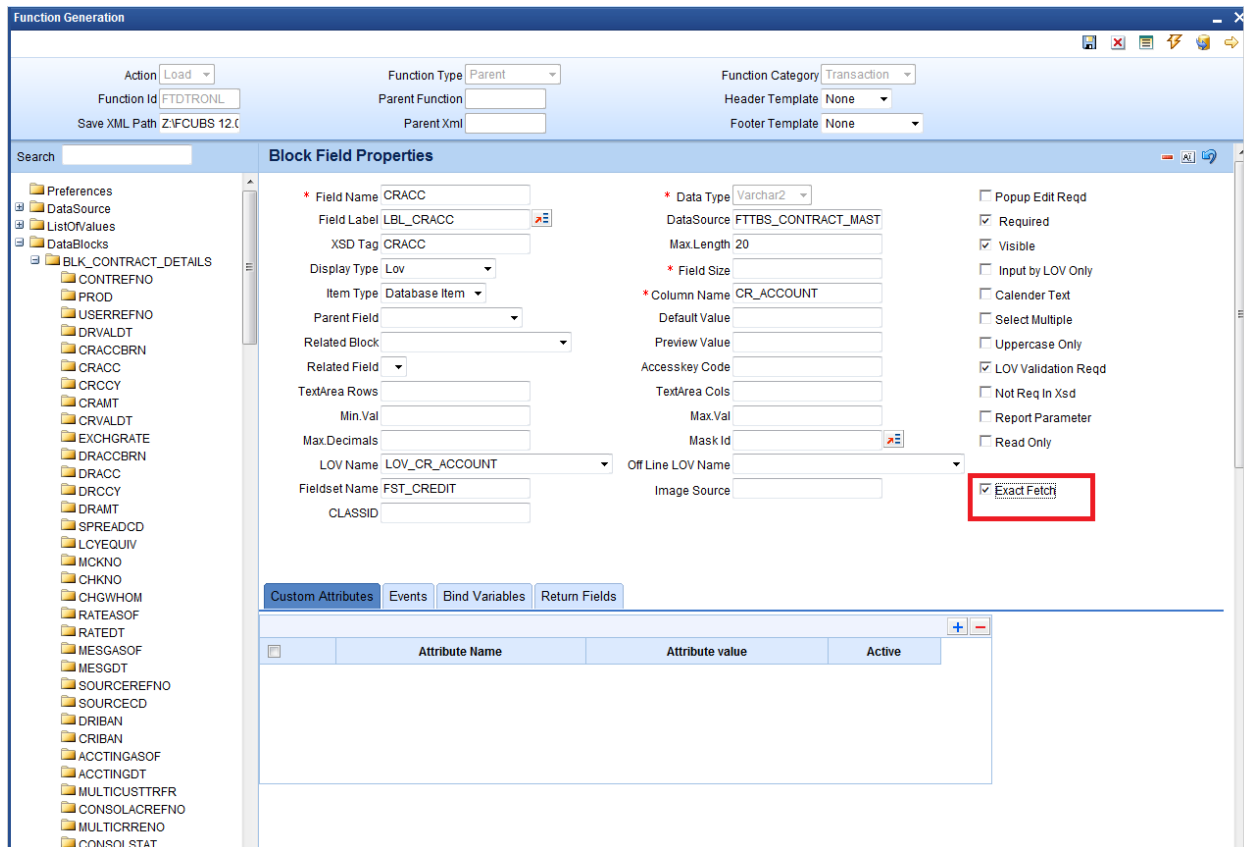 Function Generation
Action Load Function Type Parent Function Category Transaction
Function Id FTDTRONL Parent Function Header Template None
Save XML Path Z:\FCUBS 12.0 Parent Xml Footer Template None
Search Block Field Properties
Preferences
DataSource
ListOfValues
DataBlocks
BLK_CONTRACT_DETAILS
CONTREFNO
PROD
USERREFNO
DRVALDT
CRACCBRN
CRACC
CRCCY
CRAMT
CRVALDT
EXCHGRATE
DRACCBRN
DRACC
DRCCY
DRAMT
SPREADCD
LCYEQUIV
MCKNO
CHKNO
CHGWHOM
RATEASOF
RATEDT
MESGASOF
MESGDT
SOURCEREFNO
SOURCECD
DRIBAN
CRIBAN
ACCTINGASOF
ACCTINGDT
MULTICUSTTRFR
CONSOLACREFNO
MULTICRRENO
CONSOLSTAT
* Field Name CRACC * Data Type Varchar2 Popup Edit Reqd
Field Label LBL_CRACC DataSource FTTBS_CONTRACT_MAST Required
XSD Tag CRACC Max.Length 20 Visible
Display Type Lov * Field Size Input by LOV Only
Item Type Database Item * Column Name CR_ACCOUNT Calender Text
Parent Field Default Value Select Multiple
Related Block Preview Value Uppercase Only
Related Field Accesskey Code LOV Validation Reqd
TextArea Rows TextArea Cols Not Req In Xsd
Min.Val Max.Val Report Parameter
Max.Decimals Mask Id Read Only
LOV Name LOV_CR_ACCOUNT Off Line LOV Name
Fieldset Name FST_CREDIT Image Source Exact Fetch
CLASSID
Custom Attributes Events Bind Variables Return Fields
Attribute Name Attribute value Active